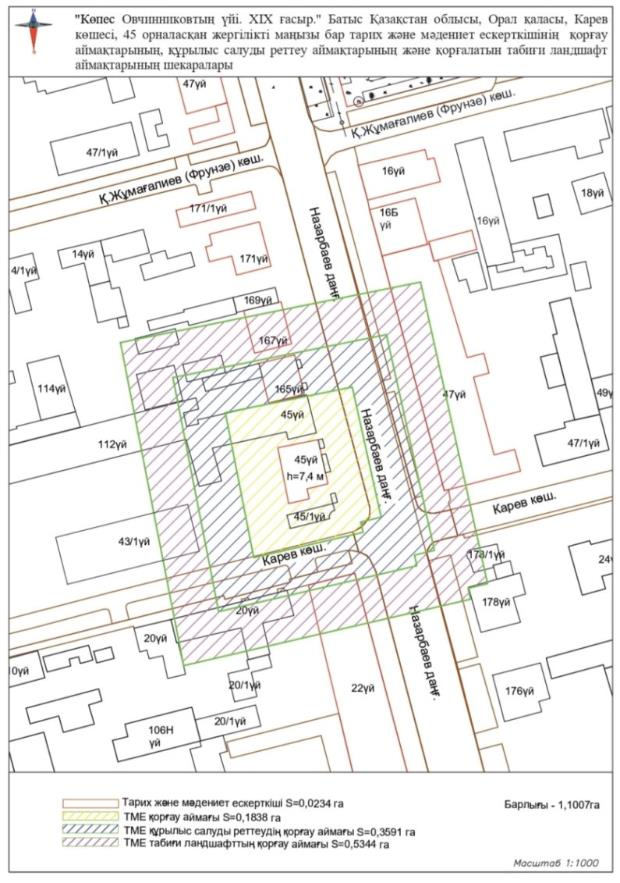 "Көпес Овчинниковтың үйі. XIX ғасыр." Батыс Қазақстан облысы, Орал қаласы, Карев
көшесі, 45 орналасқан жергілікті маңызы бар тарих және мәдениет ескерткішінің қорғау
аймақтарының, құрылыс салуды реттеу аймақтарының және қорғалатын табиғи ландшафт
аймақтарының шекаралары
47үй
Қ.Жұмағалиев (Фрунзе) көш.
47/1үй
Қ.Жұмағалиев (Фрунзе) көш.
16үй
18үй
171/1үй
16Б
үй
16үй
Назарбаев даңғ.
14үй
171үй
4/1үй
169үй
167үй
114үй
165үй
47үй
49ү
45үй
112үй
Назарбаев даңғ.
47/1үй
45үй
h=7,4 м
Карев көш.
45/1үй
43/1үй
Карев көш.
173/1үй
24ү
178үй
20үй
Назарбаев даңғ.
20үй
10үй
20/1үй
22үй
176үй
20/1үй
106Н
үй
Тарих және мәдениет ескерткіші S=0,0234 га
Барлығы - 1,1007га
ТМЕ қорғау аймағы S=0,1838 га
ТМЕ құрылыс салуды реттеудің қорғау аймағы S=0,3591 га
ТМЕ табиғи ландшафттың қорғау аймағы S=0,5344 га
Масштаб 1:1000